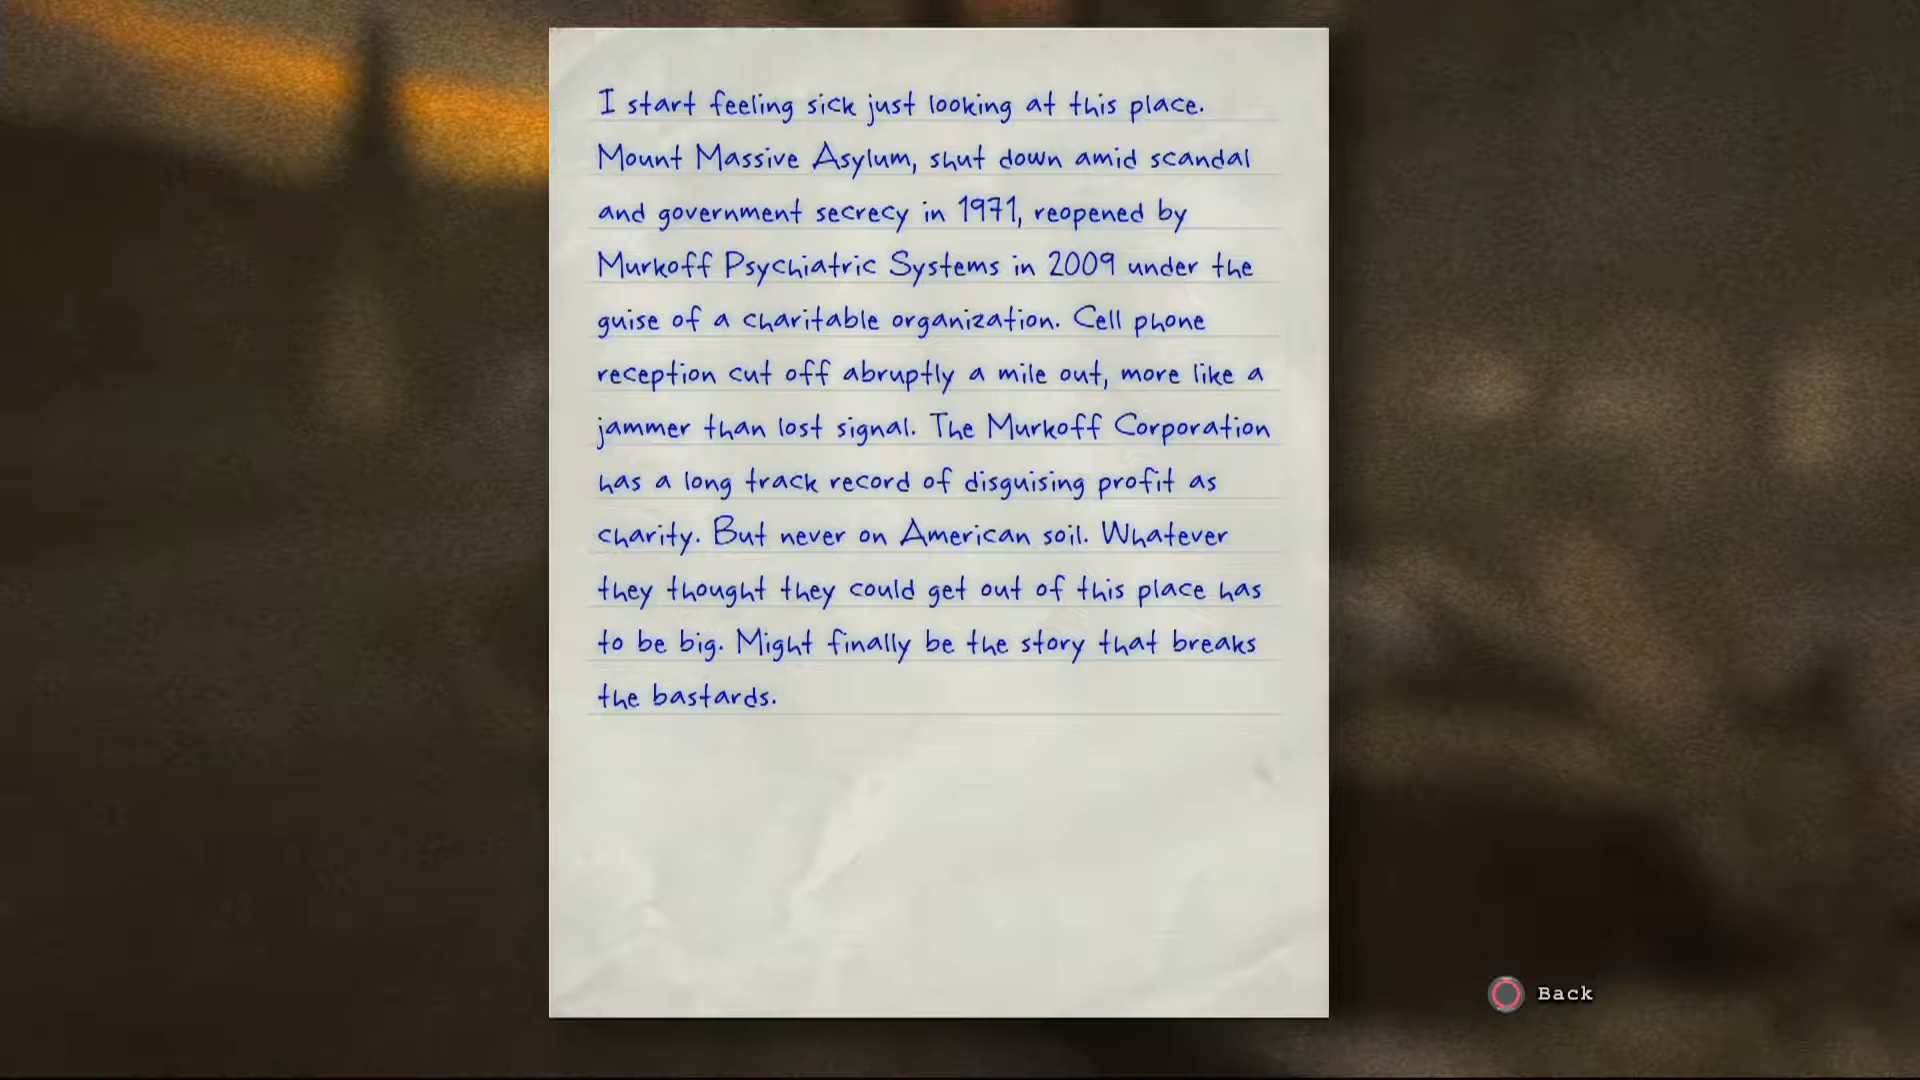 I start feeling sick just looking at this place.
Mount Massive Asylum, shut down amid scandal
and government secrecy in 1971, reopened by
Murkoff Psychiatric Systems in 2009 under the
guise of a charitable organization. Cell phone
reception cut off abruptly a mile out, more like a
jammer than lost signal. The Murkoff Corporation
has a long track record of disguising profit as
charity. But never on American soil. Whatever
they thought they could get out of this place has
to be big. Might finally be the story that breaks
the bastards.
Back